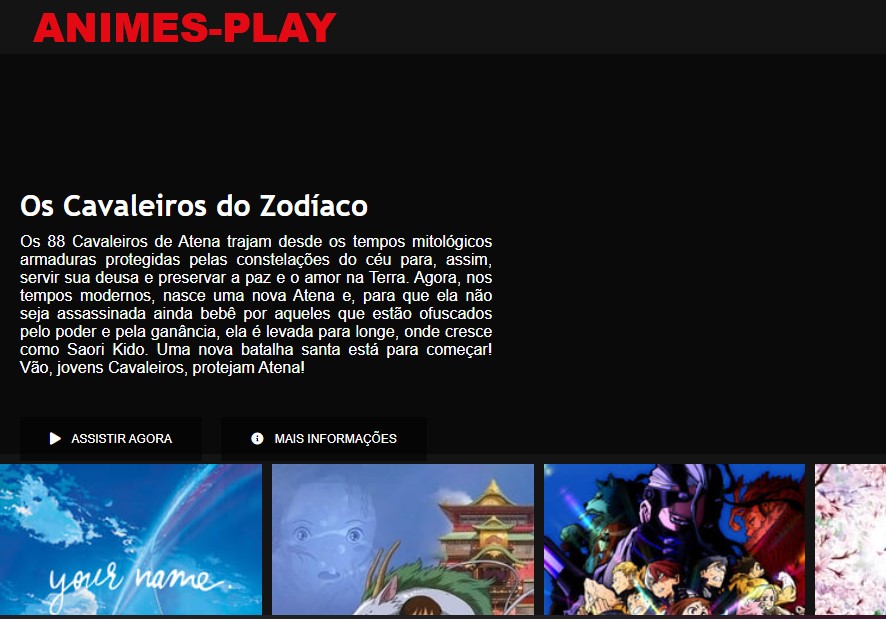 ANIMES-PLAY
Os Cavaleiros do Zodíaco
Os 88 Cavaleiros de Atena trajam desde os tempos mitológicos
armaduras protegidas pelas constelações do céu para, assim,
servir sua deusa e preservar a paz e o amor na Terra. Agora, nos
tempos modernos, nasce uma nova Atena e, para que ela não
seja assassinada ainda bebê por aqueles que estão ofuscados
pelo poder e pela ganância, ela é levada para longe, onde cresce
como Saori Kido. Uma nova batalha santa está para começar!
Vão, jovens Cavaleiros, protejam Atena!
ASSISTIR AGORA
MAIS INFORMAÇÕES
your name.